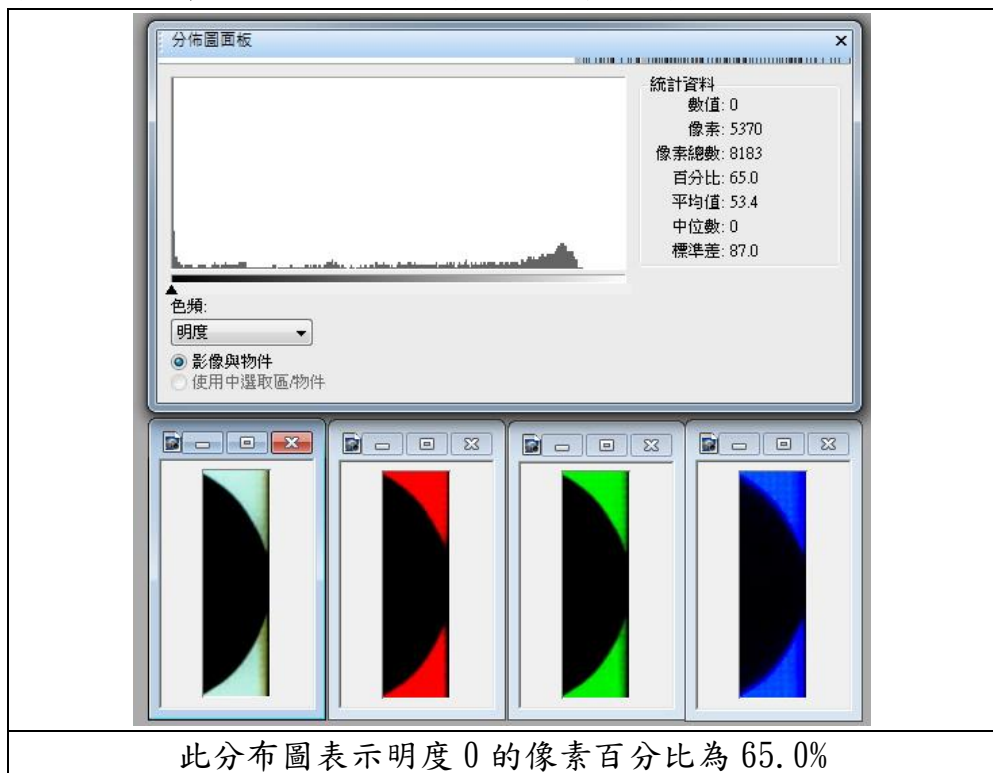 分佈圖面板
統計資料
數值: 0
像素: 5370
像素總數: 8183
百分比: 65.0
平均值: 53.4
中位數: 0
標準差: 87.0
色頻:
明度
影像與物件
使用中選取區/物件
此分布圖表示明度 0 的像素百分比為 65.0%